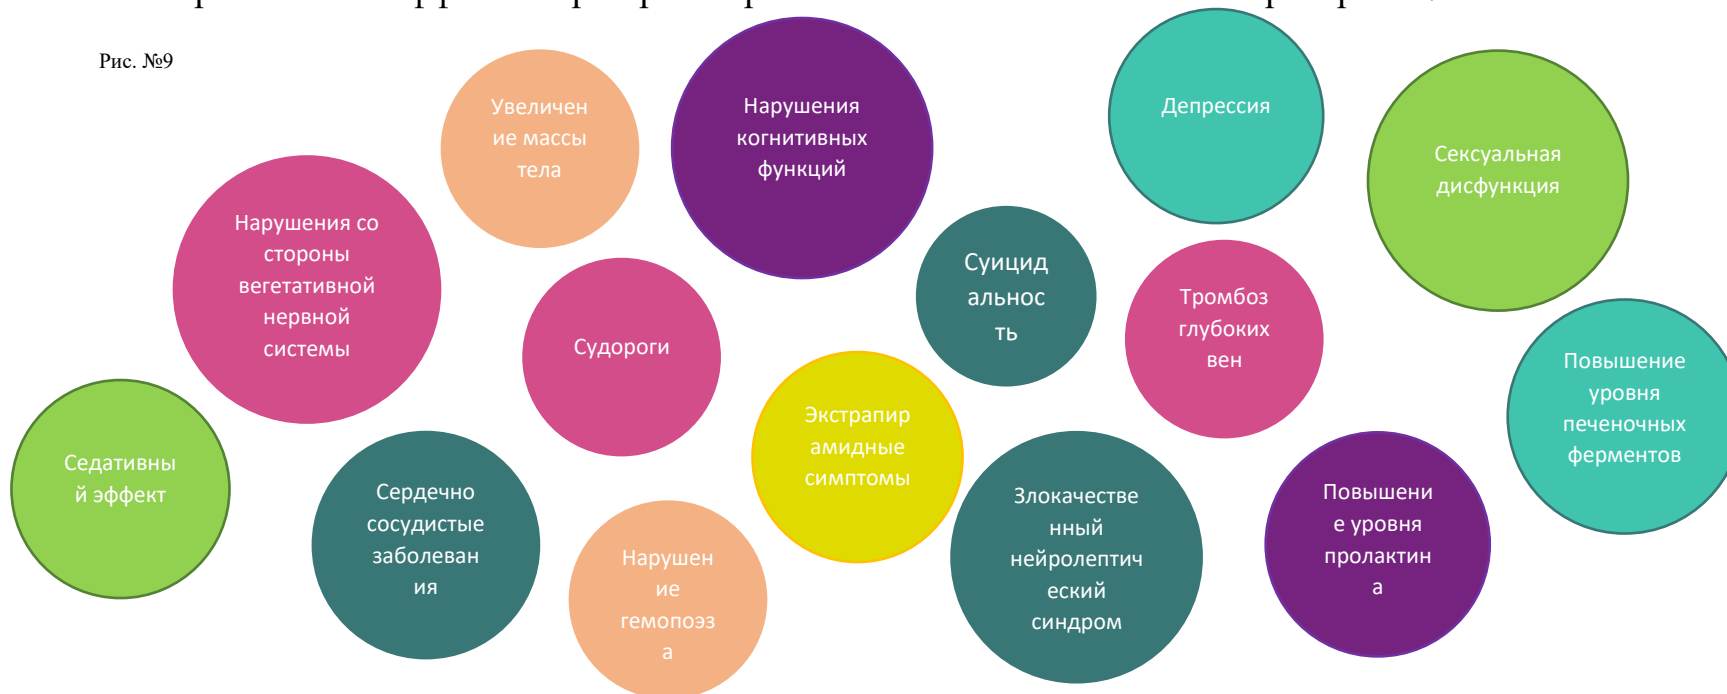 Рис. №9
Увеличен
ие массы
тела
Нарушения
когнитивных
функций
Депрессия
Сексуальная
дисфункция
Нарушения со
стороны
вегетативной
нервной
системы
Судороги
Суицид
альнос
ть
Тромбоз
глубоких
вен
Повышение
уровня
печеночных
ферментов
Седативны
й эффект
Сердечно
сосудистые
заболеван
ия
Нарушен
ие
гемопоэз
а
Экстрапир
амидные
симптомы
Злокачестве
нный
нейролептич
еский
синдром
Повышени
е уровня
пролактин
а